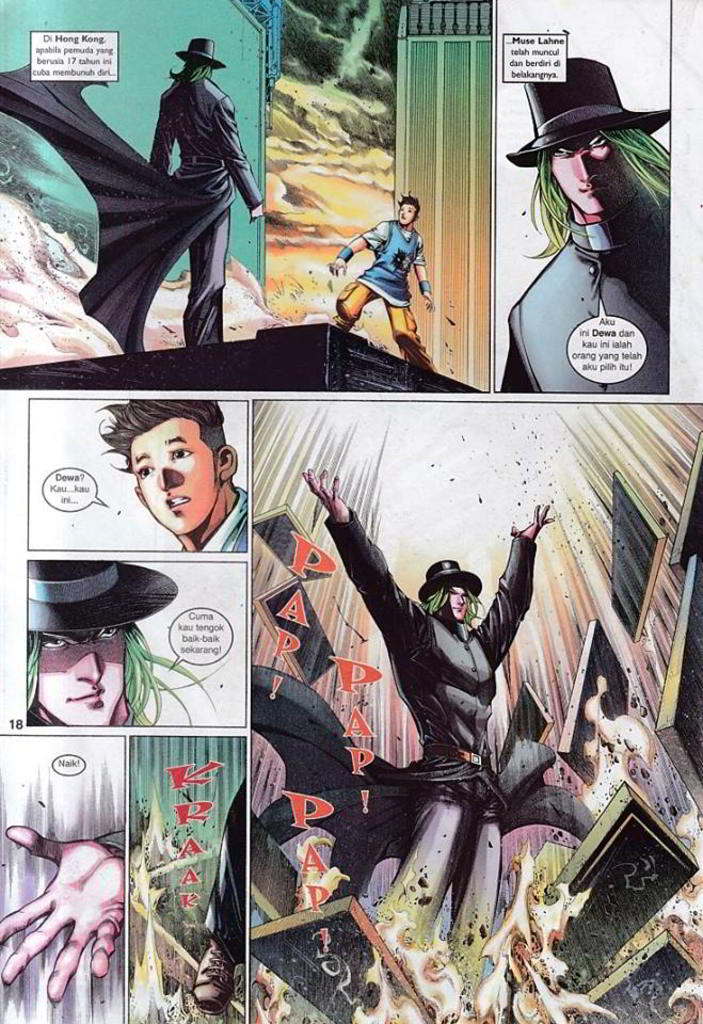 Di Hong Kong,
apabila pemuda yang
berusia 17 tahun ini
cuba membunuh diri...
...Muse Lahne
telah muncul
dan berdiri di
belakangnya.
Aku
ini Dewa dan
kau ini ialah
orang yang telah
aku pilih itu!
Dewa?
Kau...kau
ini...
Cuma
kau tengok
baik-baik
sekarang!
PAP!
PAP!
PAP!
Naik!
KRAAK
18